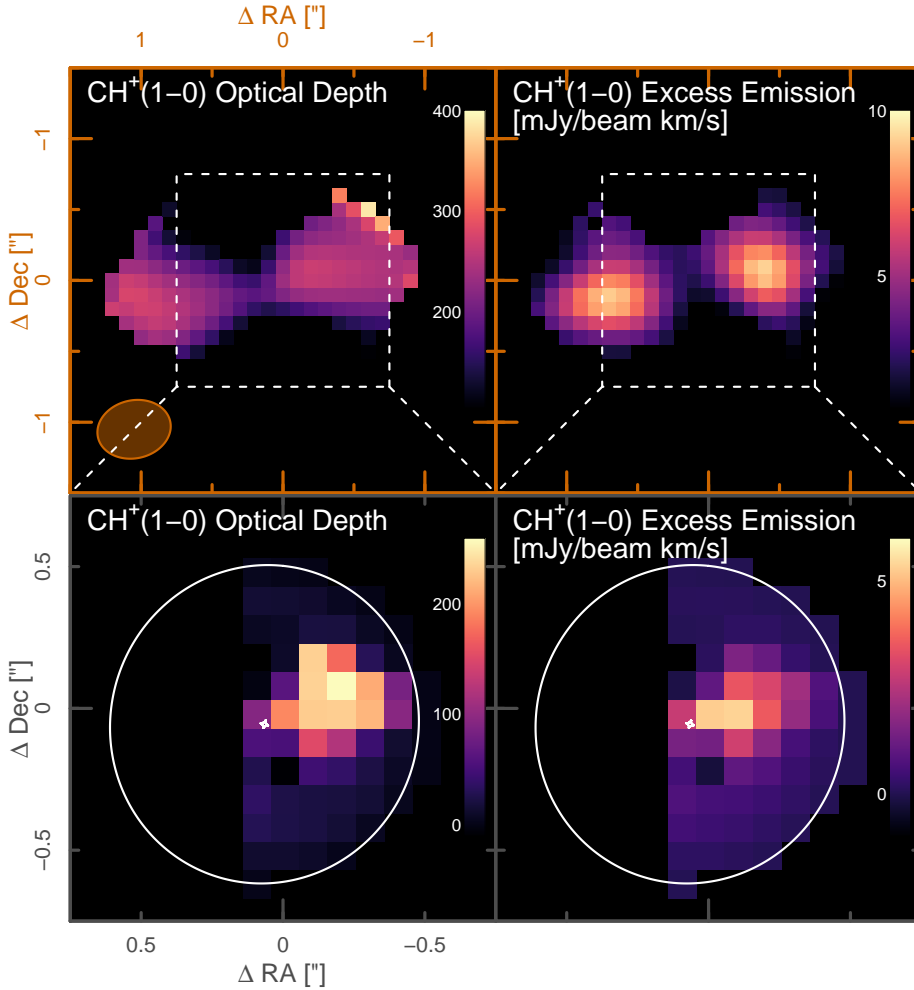 Δ RA ["]
1 0 −1
CH⁺(1−0) Optical Depth
CH⁺(1−0) Excess Emission
[mJy/beam km/s]
400
300
200
10
5
−1
0
−1
Δ Dec ["]
CH⁺(1−0) Optical Depth
CH⁺(1−0) Excess Emission
[mJy/beam km/s]
200
100
0
5
0
0.5
0
−0.5
Δ Dec ["]
0.5 0 −0.5
Δ RA ["]